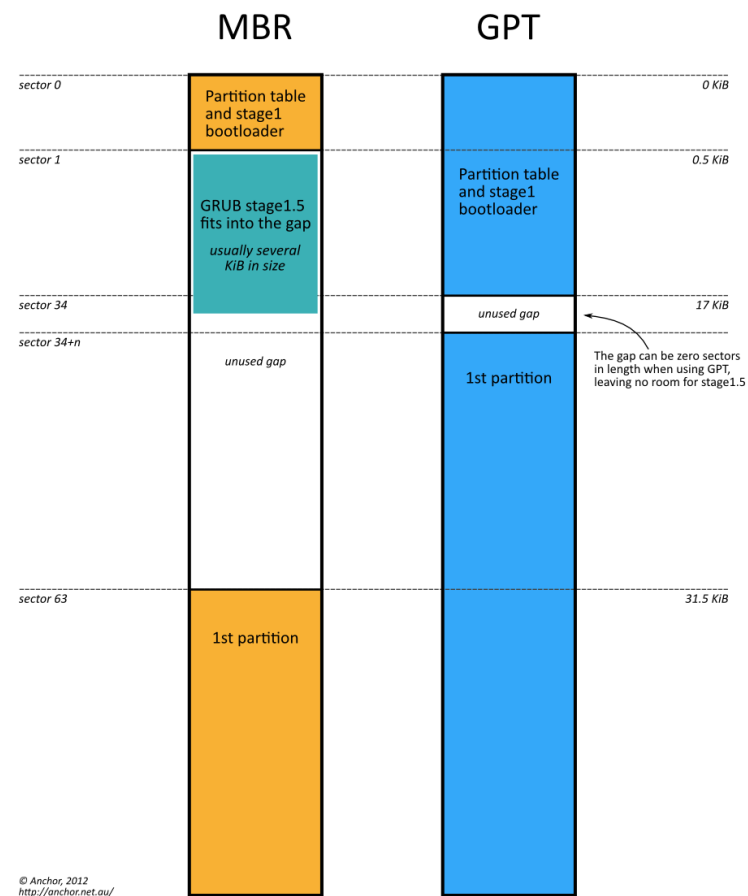 MBR
GPT
sector 0
0 KiB
Partition table
and stage1
bootloader
sector 1
0.5 KiB
GRUB stage1.5
fits into the gap
usually several
KiB in size
Partition table
and stage1
bootloader
sector 34
17 KiB
unused gap
sector 34+n
unused gap
The gap can be zero sectors
in length when using GPT,
leaving no room for stage1.5
1st partition
sector 63
31.5 KiB
1st partition
© Anchor, 2012
http://anchor.net.au/